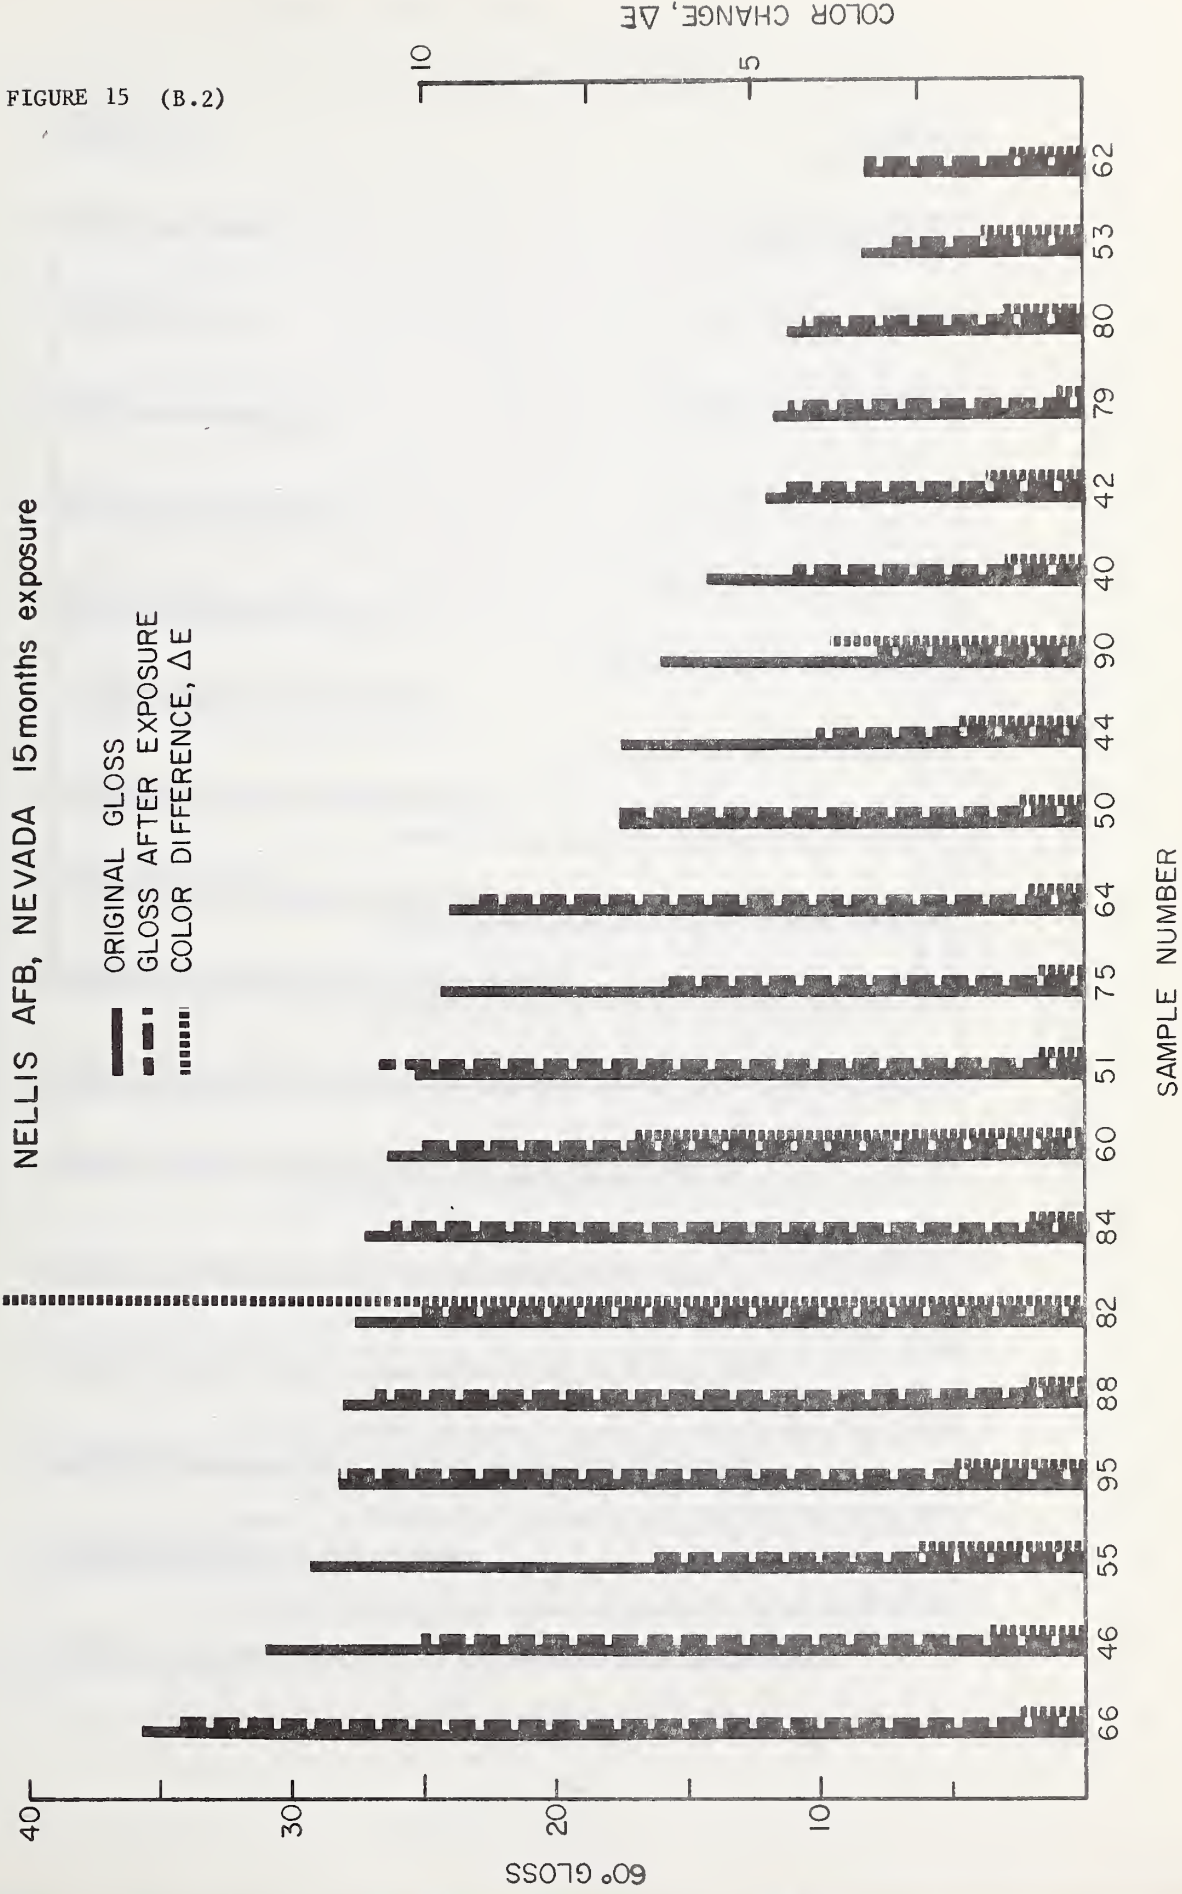 FIGURE 15 (B.2)
NELLIS AFB, NEVADA 15 months exposure
ORIGINAL GLOSS
GLOSS AFTER EXPOSURE
COLOR DIFFERENCE, ΔE
60° GLOSS
40
30
20
10
66 46 55 95 88 82 84 60 51 75 64 50 44 90 40 42 79 80 53 62
SAMPLE NUMBER
10
5
COLOR CHANGE, ΔE